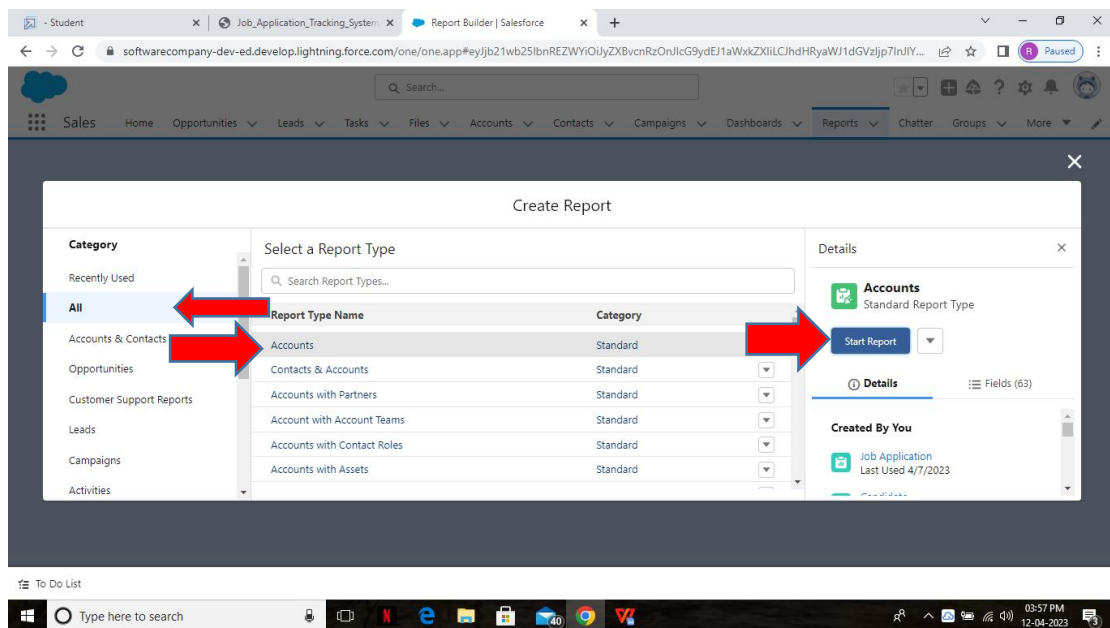 - Student
Job_Application_Tracking_System
Report Builder | Salesforce
softwarecompany-dev-ed.develop.lightning.force.com/one/one.app#eyJjb21wb25lbnREZWYiOiJyZXBvcnRzOnJlcG9ydEJ1aWxkZXIiLCJhdHRyaWJ1dGVzIjp7InJlY...
R Paused
Search...
Sales Home Opportunities Leads Tasks Files Accounts Contacts Campaigns Dashboards Reports Chatter Groups More
Create Report
Category
Recently Used
All
Accounts & Contacts
Opportunities
Customer Support Reports
Leads
Campaigns
Activities
Select a Report Type
Search Report Types...
Report Type Name Category
Accounts Standard
Contacts & Accounts Standard
Accounts with Partners Standard
Account with Account Teams Standard
Accounts with Contact Roles Standard
Accounts with Assets Standard
Details
Accounts
Standard Report Type
Start Report
Details Fields (63)
Created By You
Job Application
Last Used 4/7/2023
To Do List
Type here to search
N
40
03:57 PM
12-04-2023
3